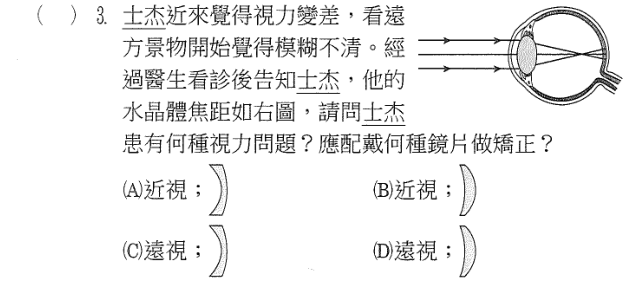 ( ) 3. 士杰近來覺得視力變差，看遠
方景物開始覺得模糊不清。經
過醫生看診後告知士杰，他的
水晶體焦距如右圖，請問士杰
患有何種視力問題？應配戴何種鏡片做矯正？
(A)近視； (B)近視；
(C)遠視； (D)遠視；